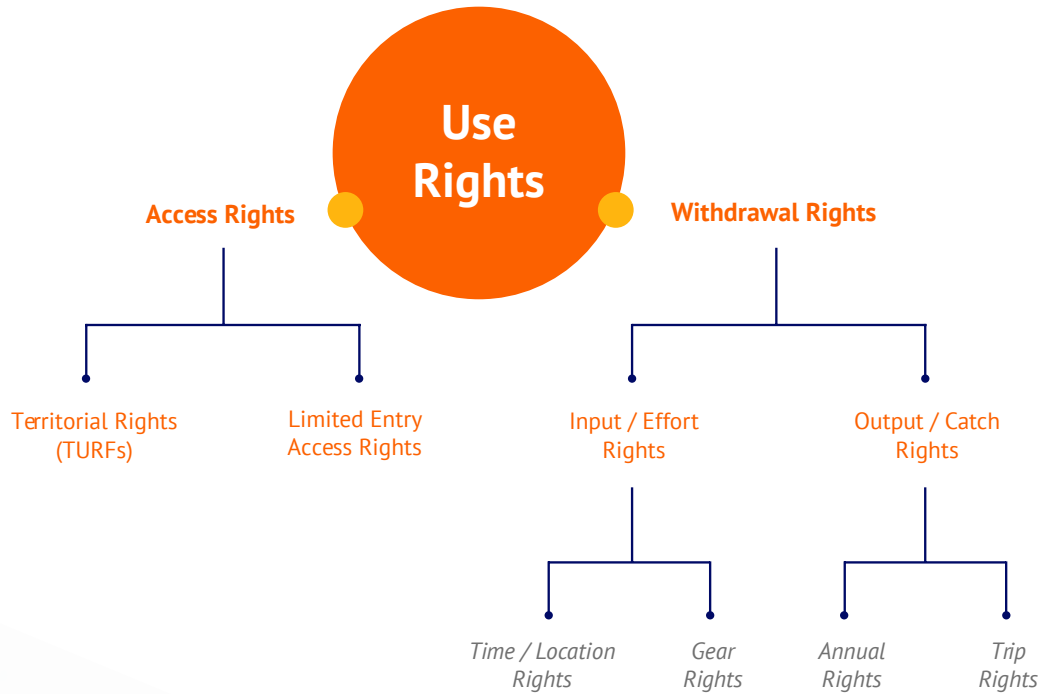 Use
Rights
Access Rights
Withdrawal Rights
Territorial Rights
(TURFs)
Limited Entry
Access Rights
Input / Effort
Rights
Output / Catch
Rights
Time / Location
Rights
Gear
Rights
Annual
Rights
Trip
Rights